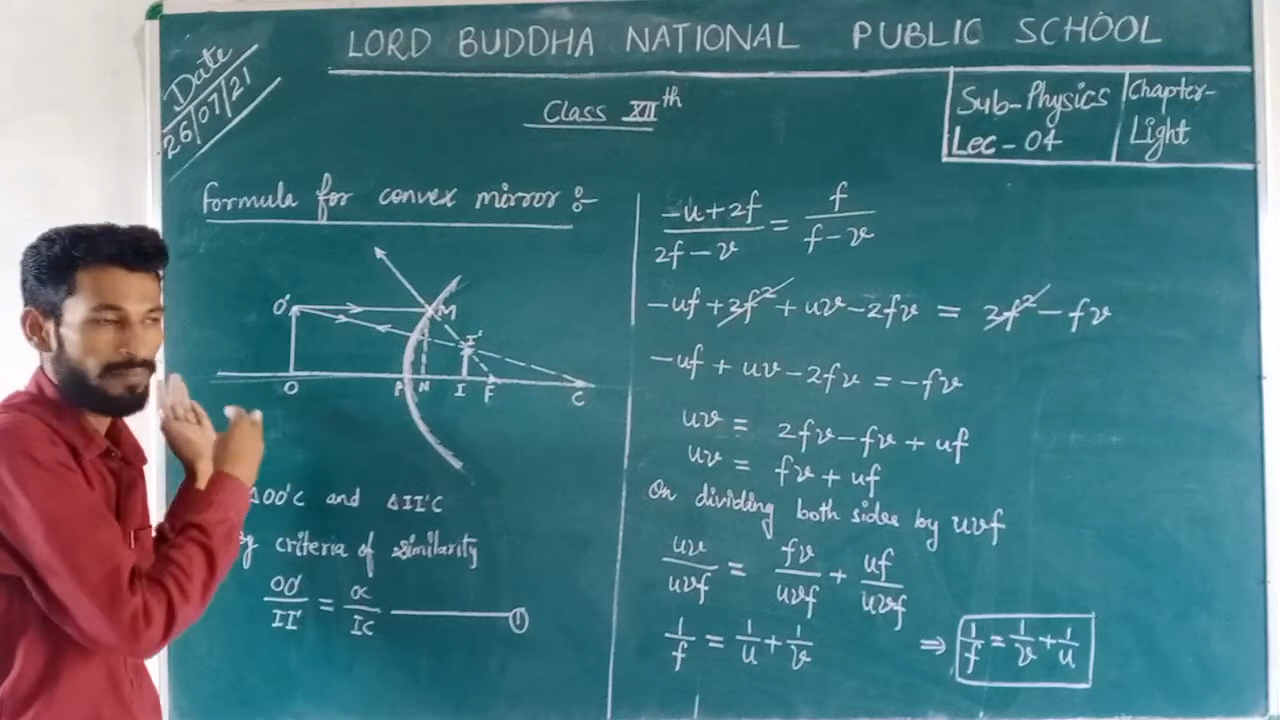 LORD BUDDHA NATIONAL PUBLIC SCHOOL
Date
26/07/21
Class XIIth
Sub-Physics
Lec-04
Chapter-
Light
formula for convex mirror :-
O' M
I'
O P N I F C
ΔOO'C and ΔII'C
criteria of similarity
OO'/II' = OC/IC ——— ①
(-u+2f)/(2f-v) = f/(f-v)
-uf + 2f² + uv - 2fv = 2f² - fv
-uf + uv - 2fv = -fv
uv = 2fv - fv + uf
uv = fv + uf
On dividing both sides by uvf
uv/uvf = fv/uvf + uf/uvf
1/f = 1/u + 1/v ⇒ 1/f = 1/v + 1/u